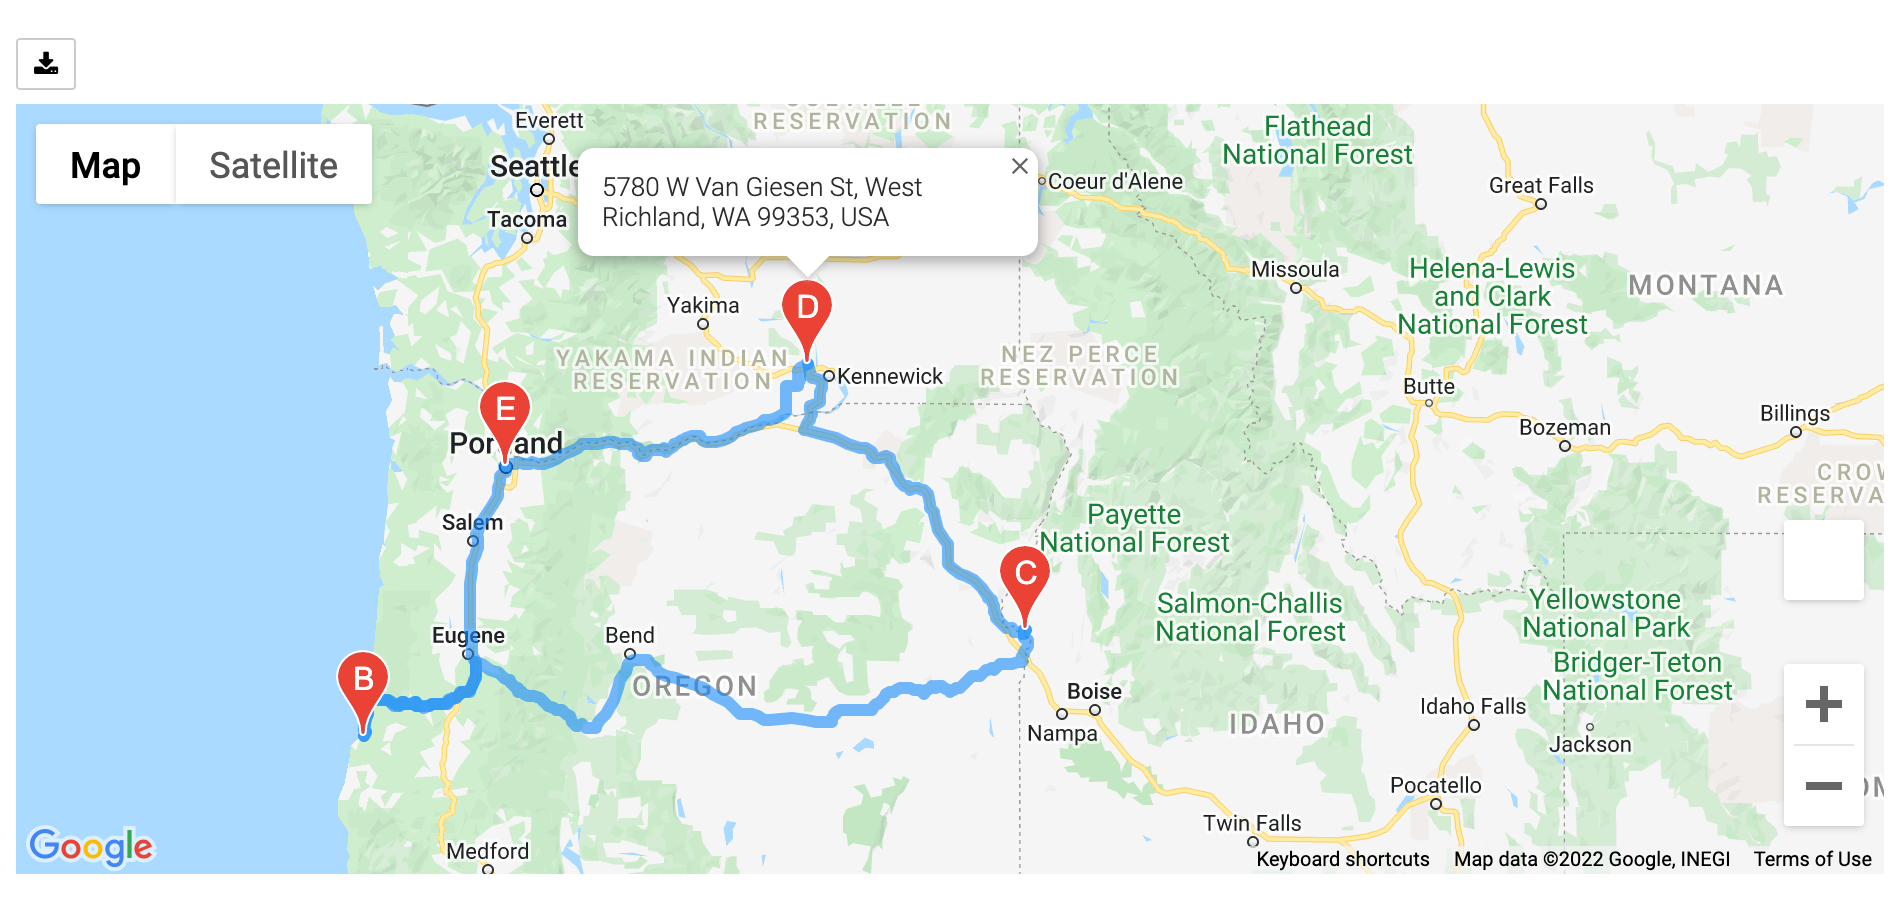 Map
Satellite
Everett
Seattle
Tacoma
RESERVATION
5780 W Van Giesen St, West
Richland, WA 99353, USA
Coeur d'Alene
Flathead
National Forest
Great Falls
Missoula
Helena-Lewis
and Clark
National Forest
MONTANA
Yakima
D
YAKAMA INDIAN
RESERVATION
Kennewick
NEZ PERCE
RESERVATION
Butte
Billings
Bozeman
E
Salem
Payette
National Forest
C
Salmon-Challis
National Forest
Yellowstone
National Park
Bridger-Teton
National Forest
Eugene
Bend
B
OREGON
Boise
Nampa
IDAHO
Idaho Falls
Jackson
Pocatello
Twin Falls
Medford
Google
Keyboard shortcuts
Map data ©2022 Google, INEGI
Terms of Use